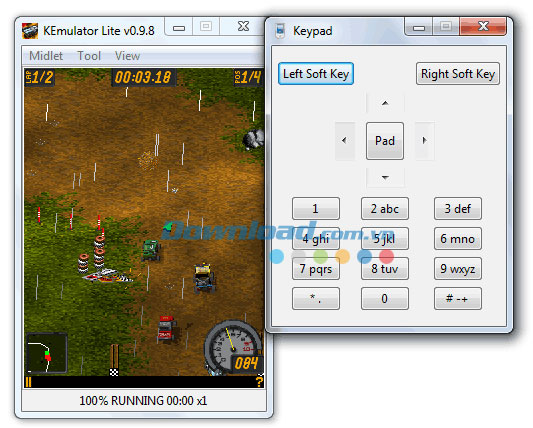 KEmulator Lite v0.9.8
Midlet Tool View
LAP 1/2 00:03.18 POS 1/4
084
?
100% RUNNING 00:00 x1
Keypad
Left Soft Key Right Soft Key
Pad
1 2 abc 3 def
4 ghi 5 jkl 6 mno
7 pqrs 8 tuv 9 wxyz
* . 0 # -+
Download.com.vn